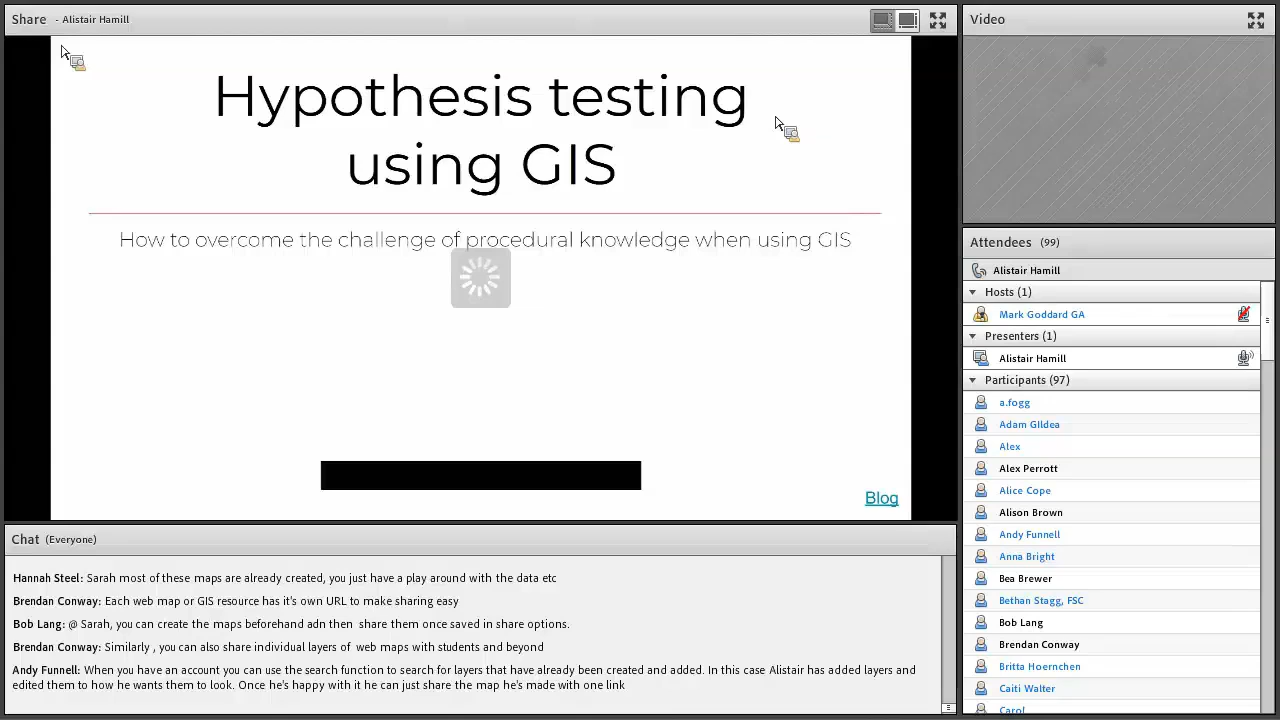 Share - Alistair Hamill
Hypothesis testing
using GIS
How to overcome the challenge of procedural knowledge when using GIS
Blog
Chat (Everyone)
Hannah Steel: Sarah most of these maps are already created, you just have a play around with the data etc
Brendan Conway: Each web map or GIS resource has it's own URL to make sharing easy
Bob Lang: @ Sarah, you can create the maps beforehand adn then share them once saved in share options.
Brendan Conway: Similarly , you can also share individual layers of web maps with students and beyond
Andy Funnell: When you have an account you can use the search function to search for layers that have already been created and added. In this case Alistair has added layers and
edited them to how he wants them to look. Once he's happy with it he can just share the map he's made with one link
Video
Attendees (99)
Alistair Hamill
Hosts (1)
Mark Goddard GA
Presenters (1)
Alistair Hamill
Participants (97)
a.fogg
Adam GIldea
Alex
Alex Perrott
Alice Cope
Alison Brown
Andy Funnell
Anna Bright
Bea Brewer
Bethan Stagg, FSC
Bob Lang
Brendan Conway
Britta Hoernchen
Caiti Walter
Carol